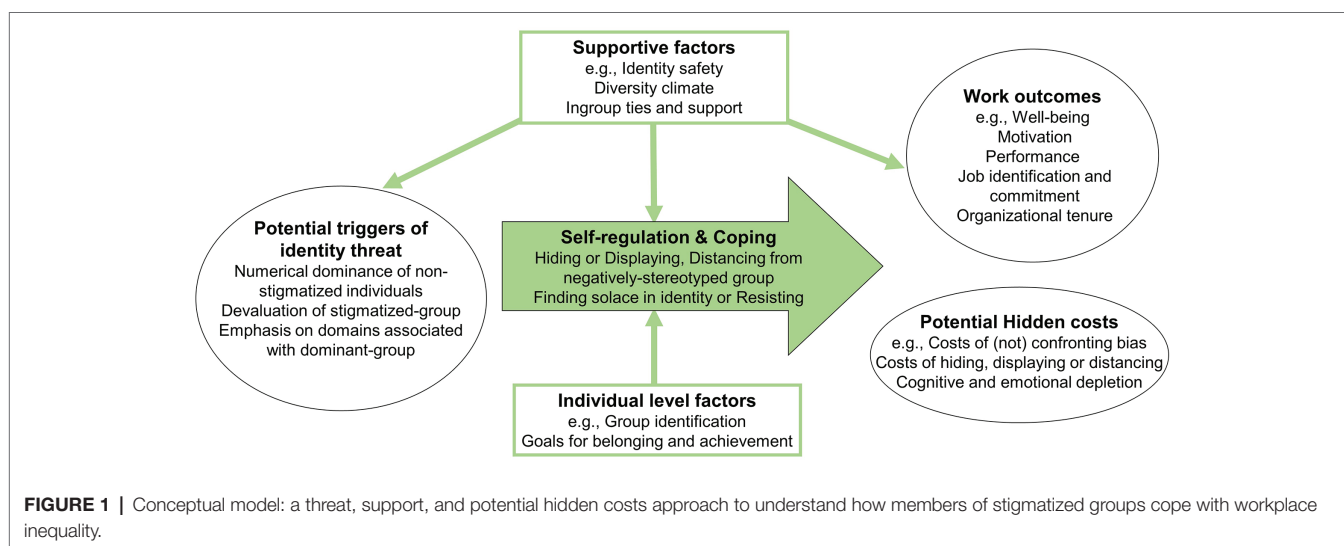 Supportive factors
e.g., Identity safety
Diversity climate
Ingroup ties and support
Work outcomes
e.g., Well-being
Motivation
Performance
Job identification and
commitment
Organizational tenure
Potential triggers of
identity threat
Numerical dominance of non-
stigmatized individuals
Devaluation of stigmatized-group
Emphasis on domains associated
with dominant-group
Self-regulation & Coping
Hiding or Displaying, Distancing from
negatively-stereotyped group
Finding solace in identity or Resisting
Potential Hidden costs
e.g., Costs of (not) confronting bias
Costs of hiding, displaying or distancing
Cognitive and emotional depletion
Individual level factors
e.g., Group identification
Goals for belonging and achievement
FIGURE 1 | Conceptual model: a threat, support, and potential hidden costs approach to understand how members of stigmatized groups cope with workplace
inequality.